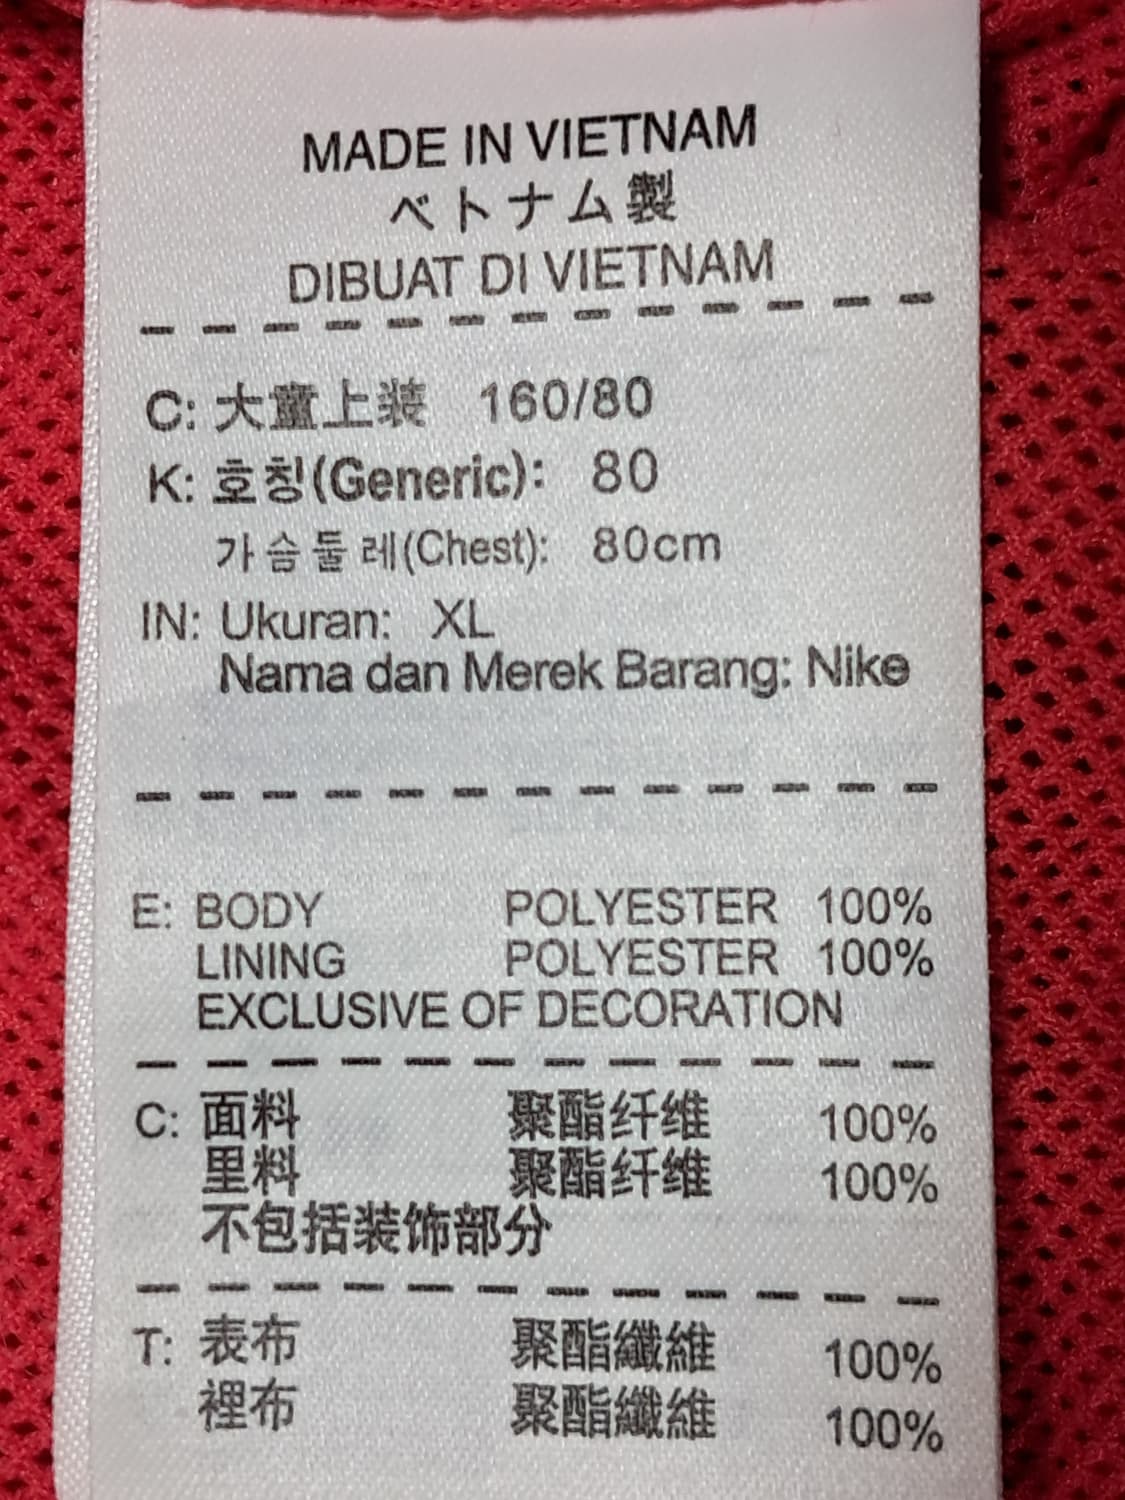 MADE IN VIETNAM
ベトナム製
DIBUAT DI VIETNAM
C: 大童上装 160/80
K: 호칭(Generic): 80
가슴둘레(Chest): 80cm
IN: Ukuran: XL
Nama dan Merek Barang: Nike
E: BODY POLYESTER 100%
LINING POLYESTER 100%
EXCLUSIVE OF DECORATION
C: 面料 聚酯纤维 100%
里料 聚酯纤维 100%
不包括装饰部分
T: 表布 聚酯纖維 100%
裡布 聚酯纖維 100%